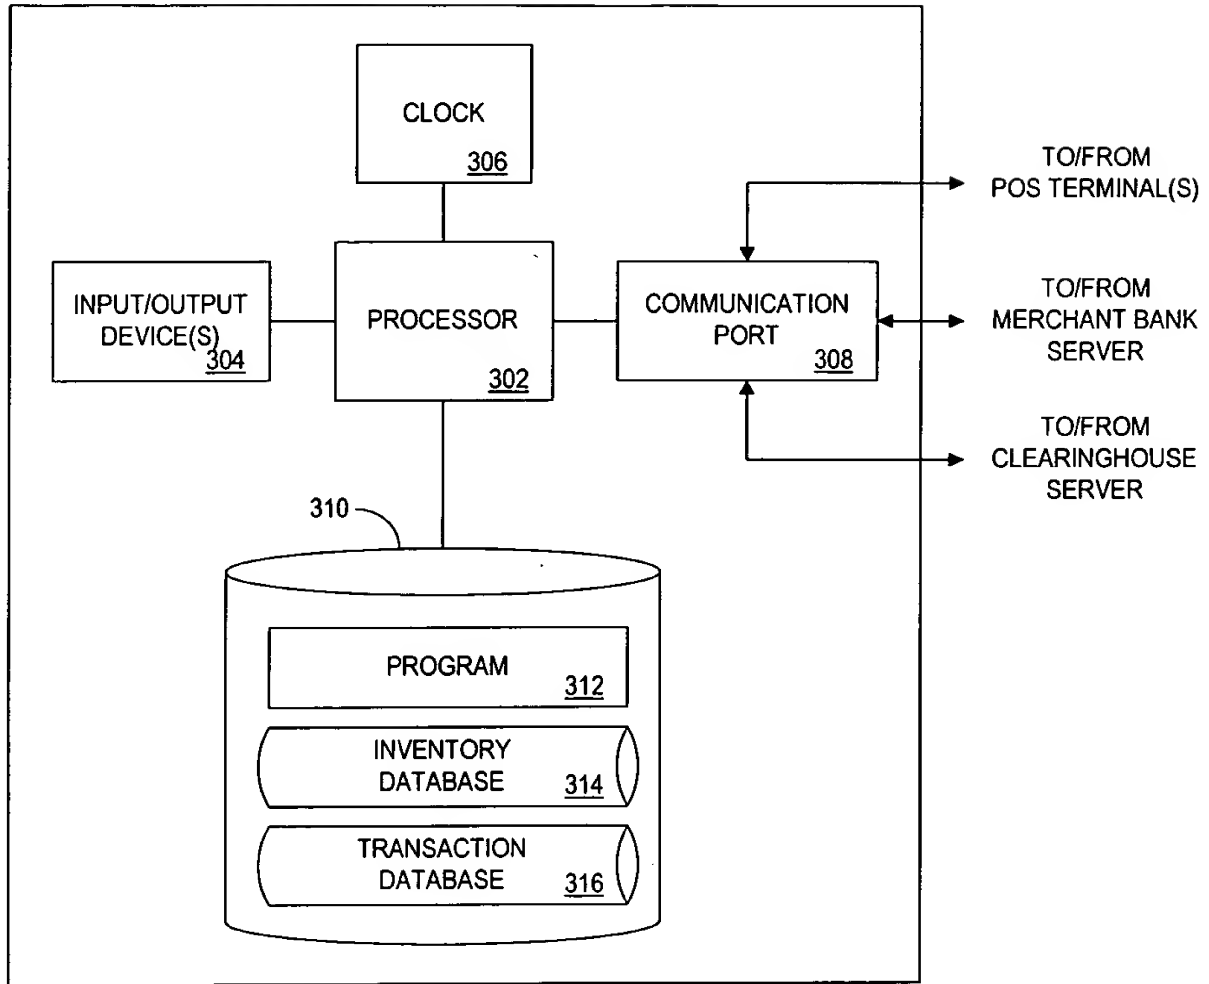 CLOCK
306
TO/FROM
POS TERMINAL(S)
INPUT/OUTPUT
DEVICE(S)
304
PROCESSOR
302
COMMUNICATION
PORT
308
TO/FROM
MERCHANT BANK
SERVER
TO/FROM
CLEARINGHOUSE
SERVER
310
PROGRAM
312
INVENTORY
DATABASE
314
TRANSACTION
DATABASE
316